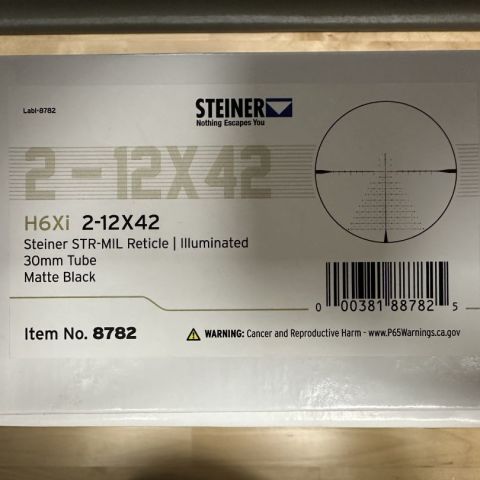 Labl-8782
STEINER
Nothing Escapes You
2-12X42
H6Xi 2-12X42
Steiner STR-MIL Reticle | Illuminated
30mm Tube
Matte Black
0 00381 88782 5
Item No. 8782
WARNING: Cancer and Reproductive Harm - www.P65Warnings.ca.gov